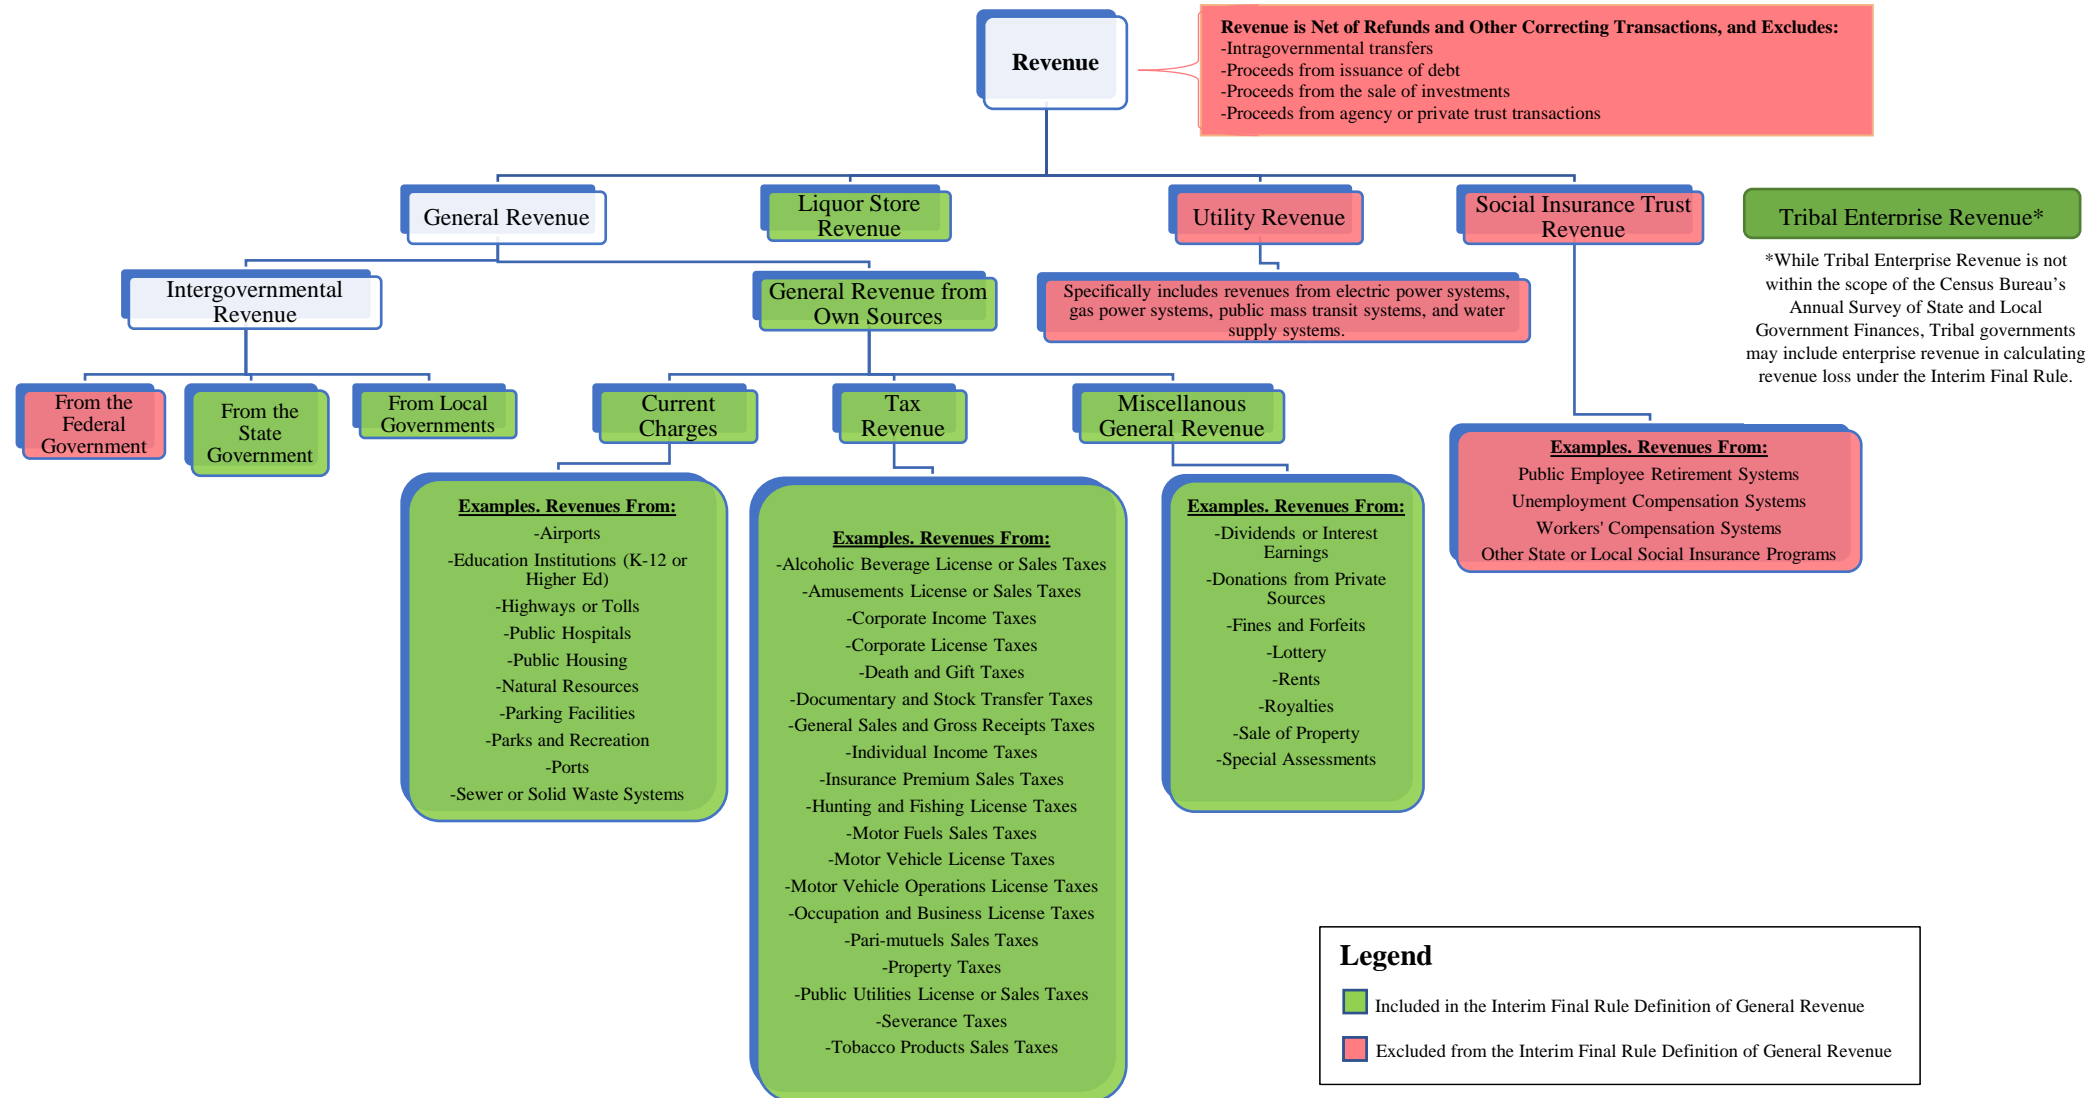 Revenue
Revenue is Net of Refunds and Other Correcting Transactions, and Excludes:
-Intragovernmental transfers
-Proceeds from issuance of debt
-Proceeds from the sale of investments
-Proceeds from agency or private trust transactions
General Revenue
Liquor Store
Revenue
Utility Revenue
Social Insurance Trust
Revenue
Tribal Enterprise Revenue*
*While Tribal Enterprise Revenue is not
within the scope of the Census Bureau’s
Annual Survey of State and Local
Government Finances, Tribal governments
may include enterprise revenue in calculating
revenue loss under the Interim Final Rule.
Intergovernmental
Revenue
General Revenue from
Own Sources
Specifically includes revenues from electric power systems,
gas power systems, public mass transit systems, and water
supply systems.
From the
Federal
Government
From the
State
Government
From Local
Governments
Current
Charges
Tax
Revenue
Miscellanous
General Revenue
Examples. Revenues From:
-Airports
-Education Institutions (K-12 or
Higher Ed)
-Highways or Tolls
-Public Hospitals
-Public Housing
-Natural Resources
-Parking Facilities
-Parks and Recreation
-Ports
-Sewer or Solid Waste Systems
Examples. Revenues From:
-Alcoholic Beverage License or Sales Taxes
-Amusements License or Sales Taxes
-Corporate Income Taxes
-Corporate License Taxes
-Death and Gift Taxes
-Documentary and Stock Transfer Taxes
-General Sales and Gross Receipts Taxes
-Individual Income Taxes
-Insurance Premium Sales Taxes
-Hunting and Fishing License Taxes
-Motor Fuels Sales Taxes
-Motor Vehicle License Taxes
-Motor Vehicle Operations License Taxes
-Occupation and Business License Taxes
-Pari-mutuels Sales Taxes
-Property Taxes
-Public Utilities License or Sales Taxes
-Severance Taxes
-Tobacco Products Sales Taxes
Examples. Revenues From:
-Dividends or Interest
Earnings
-Donations from Private
Sources
-Fines and Forfeits
-Lottery
-Rents
-Royalties
-Sale of Property
-Special Assessments
Examples. Revenues From:
Public Employee Retirement Systems
Unemployment Compensation Systems
Workers' Compensation Systems
Other State or Local Social Insurance Programs
Legend
Included in the Interim Final Rule Definition of General Revenue
Excluded from the Interim Final Rule Definition of General Revenue